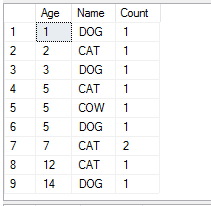 Age Name Count
1 1 DOG 1
2 2 CAT 1
3 3 DOG 1
4 5 CAT 1
5 5 COW 1
6 5 DOG 1
7 7 CAT 2
8 12 CAT 1
9 14 DOG 1